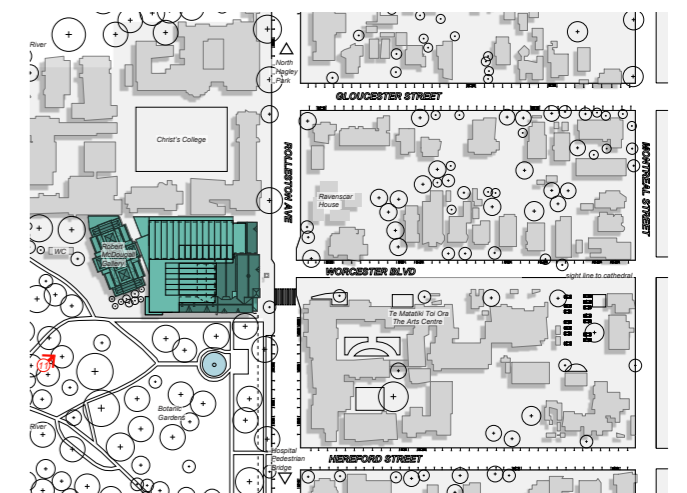 River
North
Hagley
Park
GLOUCESTER STREET
Christ's College
ROLLESTON AVE
MONTREAL STREET
Ravenscar
House
WC
Robert
McDougall
Gallery
WORCESTER BLVD
sight line to cathedral
Te Matatiki Toi Ora
The Arts Centre
Botanic
Gardens
River
Hospital
Pedestrian
Bridge
HEREFORD STREET